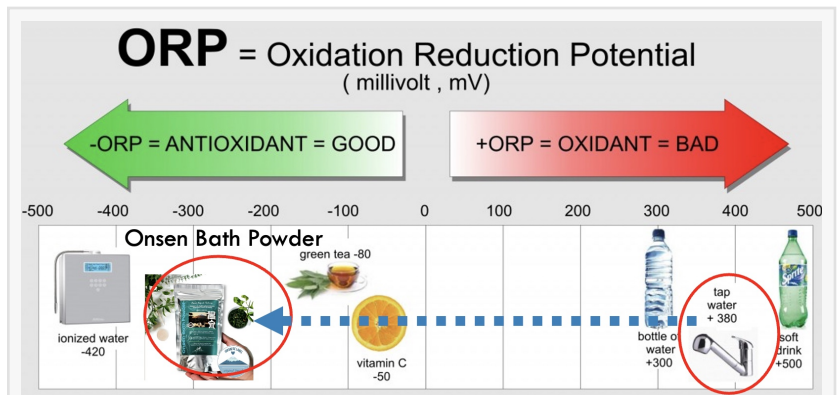 ORP = Oxidation Reduction Potential
( millivolt , mV)
-ORP = ANTIOXIDANT = GOOD
+ORP = OXIDANT = BAD
-500 -400 -300 -200 -100 0 100 200 300 400 500
Onsen Bath Powder
green tea -80
ionized water
-420
vitamin C
-50
bottle of
water
+300
tap
water
+ 380
Sprite
soft
drink
+500